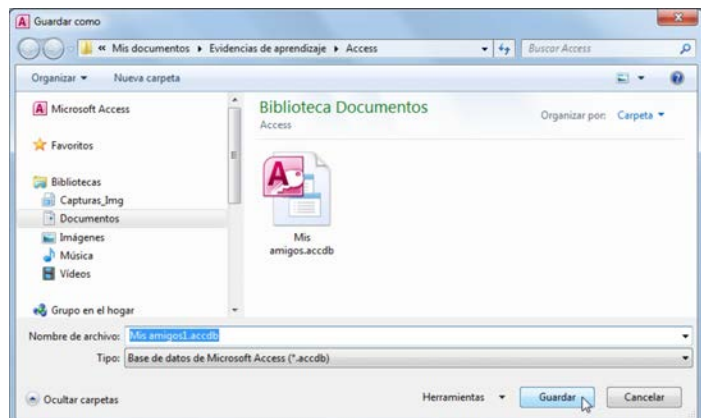 Guardar como
« Mis documentos ▸ Evidencias de aprendizaje ▸ Access
Buscar Access
Organizar
Nueva carpeta
Microsoft Access
Favoritos
Bibliotecas
Capturas_Img
Documentos
Imágenes
Música
Vídeos
Grupo en el hogar
Biblioteca Documentos
Access
Organizar por: Carpeta
Mis
amigos.accdb
Nombre de archivo: Mis amigos1.accdb
Tipo: Base de datos de Microsoft Access (*.accdb)
Ocultar carpetas
Herramientas
Guardar
Cancelar